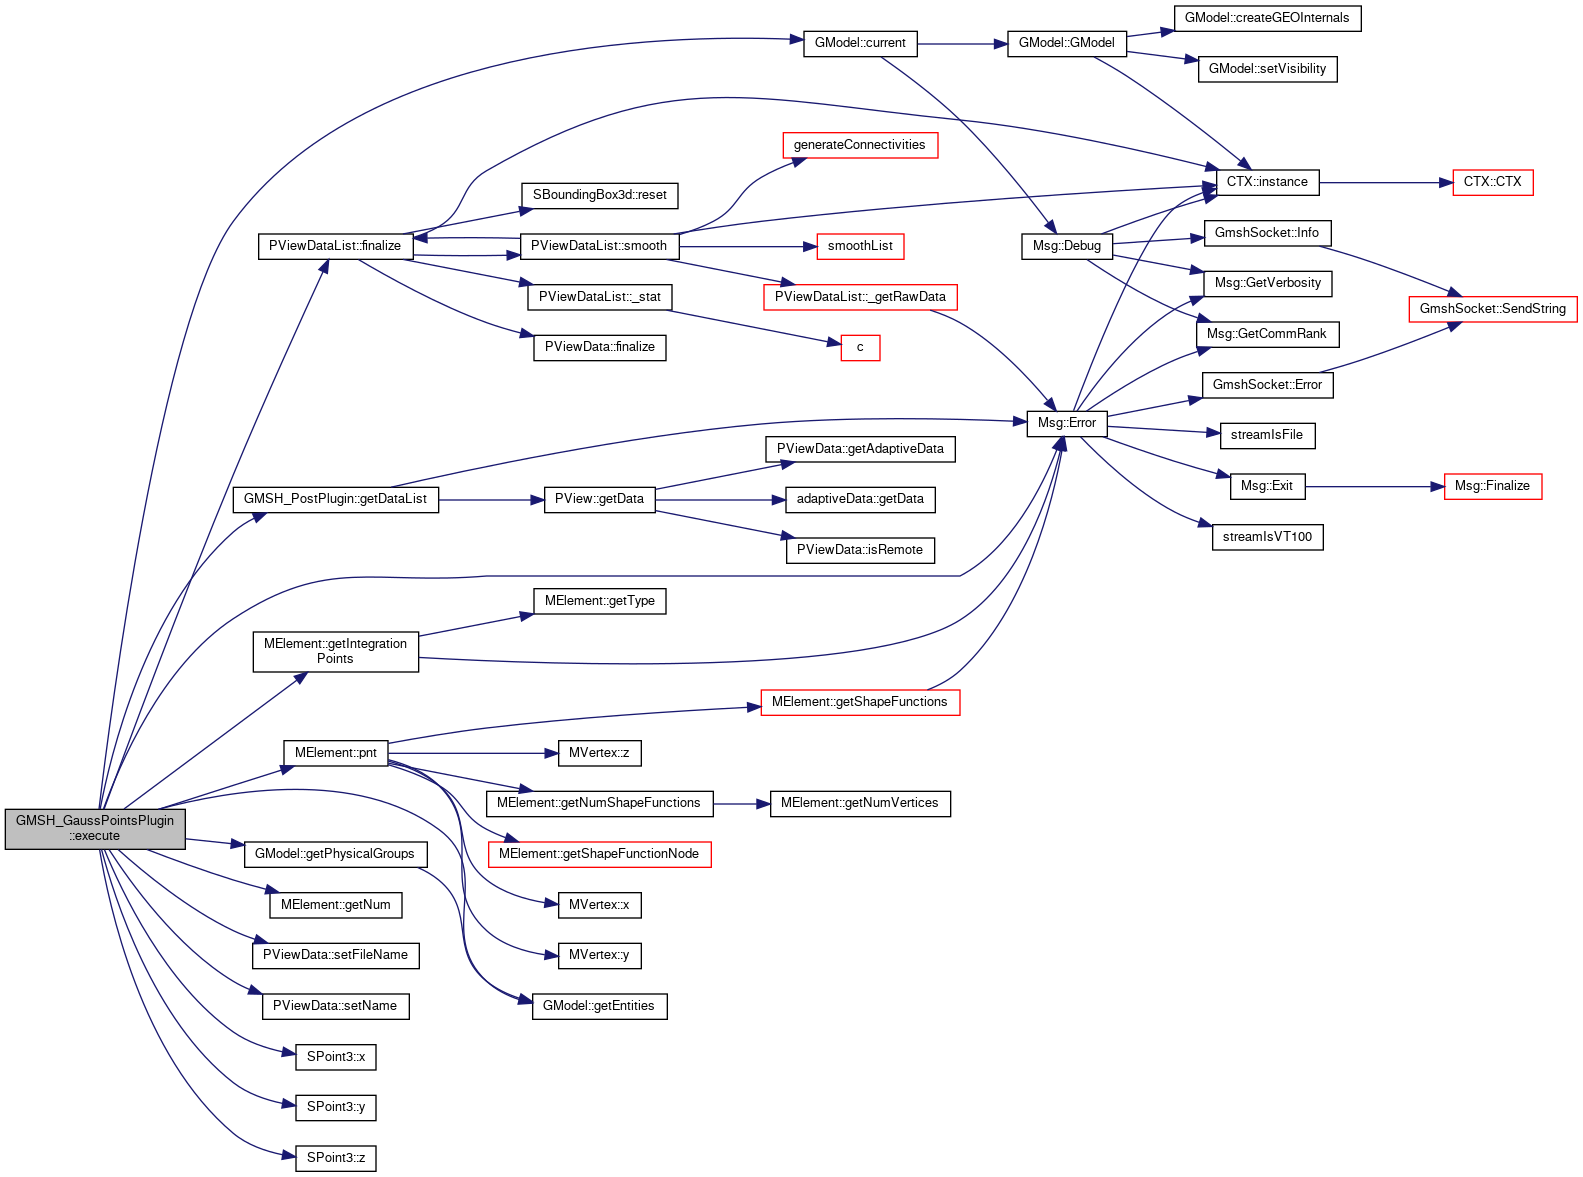 GModel::createGEOInternals
GModel::current
GModel::GModel
GModel::setVisibility
generateConnectivities
CTX::instance
CTX::CTX
SBoundingBox3d::reset
PViewDataList::finalize
PViewDataList::smooth
smoothList
Msg::Debug
GmshSocket::Info
Msg::GetVerbosity
PViewDataList::_stat
PViewDataList::_getRawData
GmshSocket::SendString
Msg::GetCommRank
PViewData::finalize
c
GmshSocket::Error
Msg::Error
streamIsFile
PViewData::getAdaptiveData
Msg::Exit
Msg::Finalize
GMSH_PostPlugin::getDataList
PView::getData
adaptiveData::getData
streamIsVT100
PViewData::isRemote
MElement::getType
MElement::getIntegration
Points
MElement::getShapeFunctions
MElement::pnt
MVertex::z
MElement::getNumShapeFunctions
MElement::getNumVertices
GMSH_GaussPointsPlugin
::execute
GModel::getPhysicalGroups
MElement::getShapeFunctionNode
MElement::getNum
MVertex::x
PViewData::setFileName
MVertex::y
PViewData::setName
GModel::getEntities
SPoint3::x
SPoint3::y
SPoint3::z